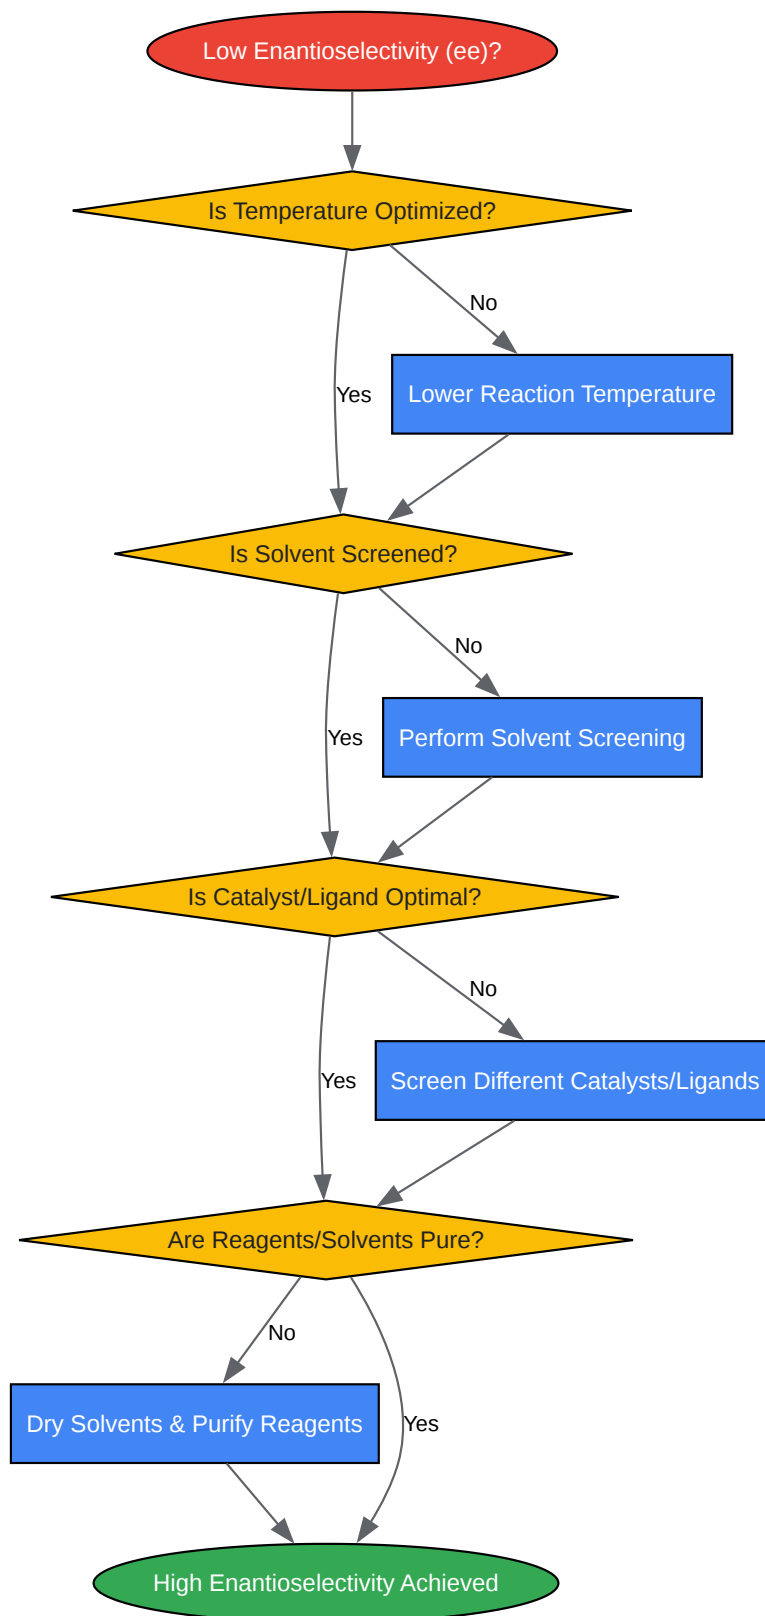 Low Enantioselectivity (ee)?
Is Temperature Optimized?
No
Yes
Lower Reaction Temperature
Is Solvent Screened?
No
Yes
Perform Solvent Screening
Is Catalyst/Ligand Optimal?
No
Yes
Screen Different Catalysts/Ligands
Are Reagents/Solvents Pure?
No
Dry Solvents & Purify Reagents
Yes
High Enantioselectivity Achieved